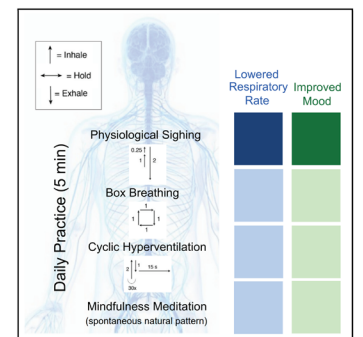 = Inhale
= Hold
= Exhale
Lowered
Respiratory
Rate
Improved
Mood
Daily Practice (5 min)
Physiological Sighing
0.25
1
2
Box Breathing
1
1
1
1
Cyclic Hyperventilation
2
1
15 s
30x
Mindfulness Meditation
(spontaneous natural pattern)